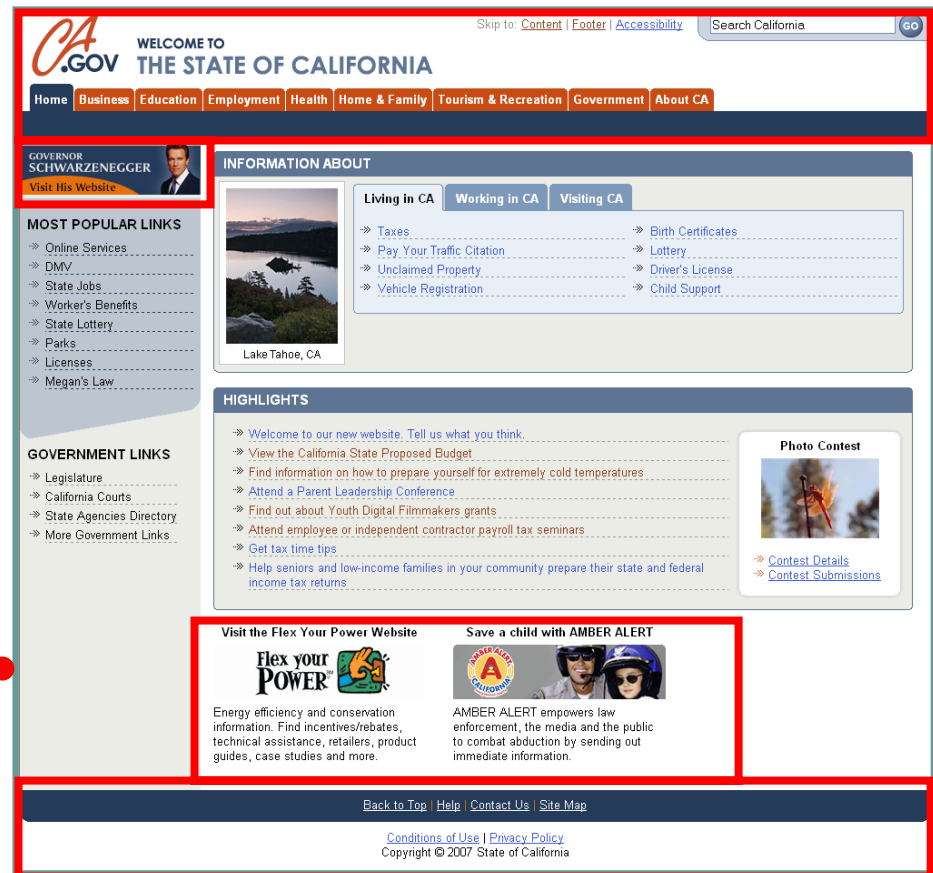 Skip to: Content | Footer | Accessibility
Search California
GO
CA
.GOV
WELCOME TO
THE STATE OF CALIFORNIA
Home Business Education Employment Health Home & Family Tourism & Recreation Government About CA
GOVERNOR
SCHWARZENEGGER
Visit His Website
MOST POPULAR LINKS
Online Services
DMV
State Jobs
Worker's Benefits
State Lottery
Parks
Licenses
Megan's Law
GOVERNMENT LINKS
Legislature
California Courts
State Agencies Directory
More Government Links
INFORMATION ABOUT
Lake Tahoe, CA
Living in CA Working in CA Visiting CA
Taxes
Pay Your Traffic Citation
Unclaimed Property
Vehicle Registration
Birth Certificates
Lottery
Driver's License
Child Support
HIGHLIGHTS
Welcome to our new website. Tell us what you think.
View the California State Proposed Budget
Find information on how to prepare yourself for extremely cold temperatures
Attend a Parent Leadership Conference
Find out about Youth Digital Filmmakers grants
Attend employee or independent contractor payroll tax seminars
Get tax time tips
Help seniors and low-income families in your community prepare their state and federal
income tax returns
Photo Contest
Contest Details
Contest Submissions
Visit the Flex Your Power Website
Flex your
POWER
SM
Energy efficiency and conservation
information. Find incentives/rebates,
technical assistance, retailers, product
guides, case studies and more.
Save a child with AMBER ALERT
AMBER ALERT
CALIFORNIA
AMBER ALERT empowers law
enforcement, the media and the public
to combat abduction by sending out
immediate information.
Back to Top | Help | Contact Us | Site Map
Conditions of Use | Privacy Policy
Copyright © 2007 State of California